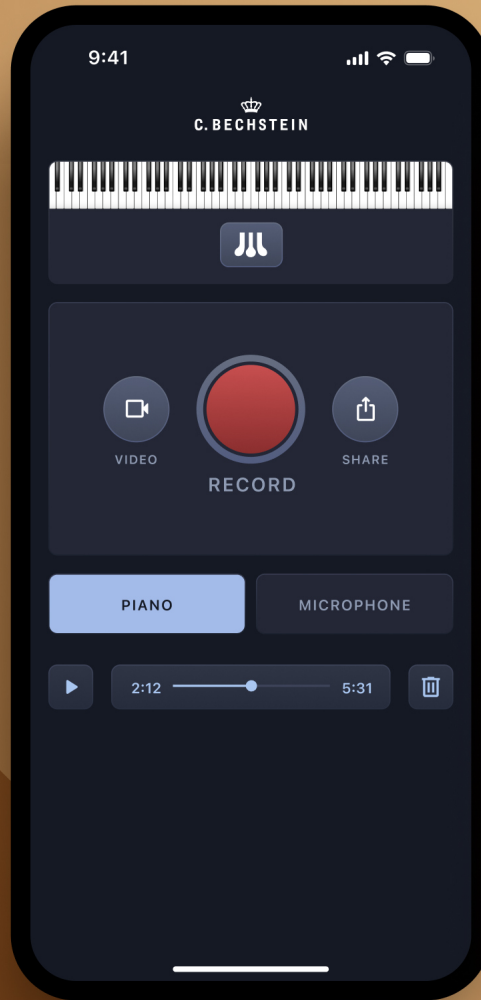 9:41
C. BECHSTEIN
VIDEO
SHARE
RECORD
PIANO
MICROPHONE
2:12
5:31